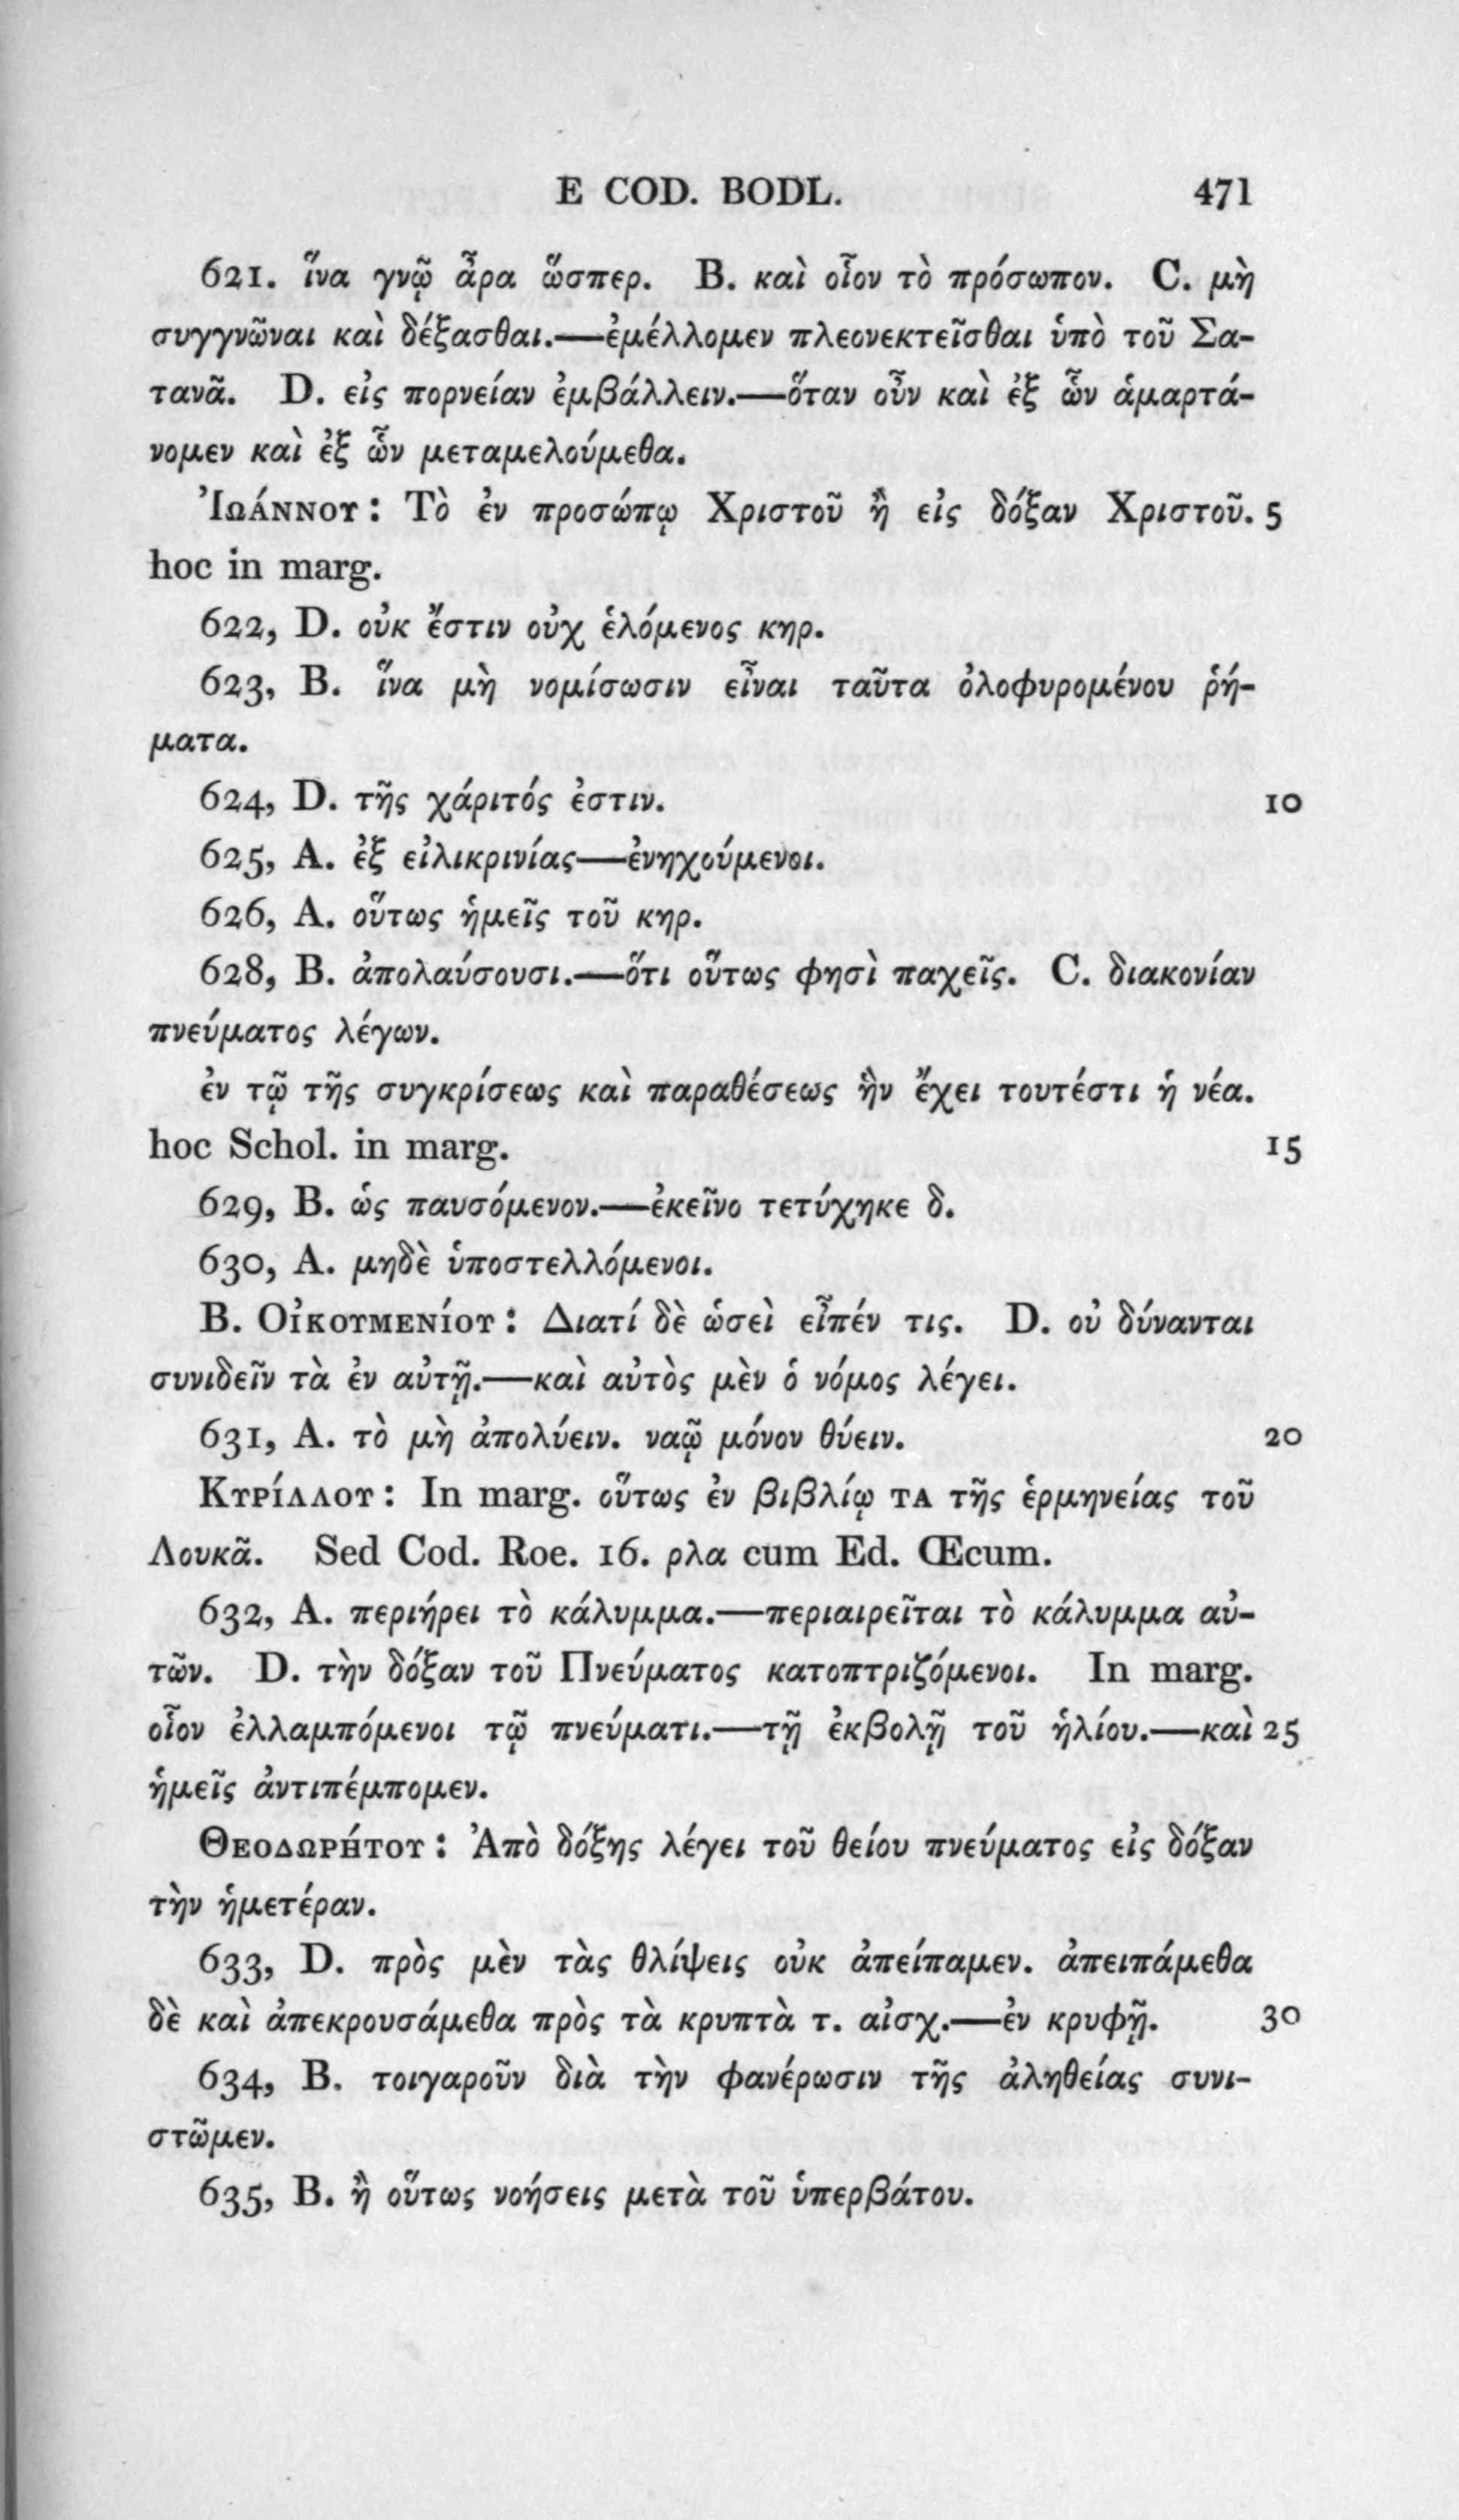 E COD. BODL. 471
621. ἵνα γνῷ ἆρα ὥσπερ. B. καὶ οἷον τὸ πρόσωπον. C. μὴ
συγγνῶναι καὶ δέξασθαι.—ἐμέλλομεν πλεονεκτεῖσθαι ὑπὸ τοῦ Σα-
τανᾶ. D. εἰς πορνείαν ἐμβάλλειν.—ὅταν οὖν καὶ ἐξ ὧν ἁμαρτά-
νομεν καὶ ἐξ ὧν μεταμελούμεθα.
ἸΩΆΝΝΟΥ: Τὸ ἐν προσώπῳ Χριστοῦ ἢ εἰς δόξαν Χριστοῦ. 5
hoc in marg.
622, D. οὐκ ἔστιν οὐχ ἑλόμενος κηρ.
623, B. ἵνα μὴ νομίσωσιν εἶναι ταῦτα ὀλοφυρομένου ῥή-
ματα.
624, D. τῆς χάριτός ἐστιν. 10
625, A. ἐξ εἰλικρινίας—ἐνηχούμενοι.
626, A. οὕτως ἡμεῖς τοῦ κηρ.
628, B. ἀπολαύσουσι.—ὅτι οὕτως φησὶ παχεῖς. C. διακονίαν
πνεύματος λέγων.
ἐν τῷ τῆς συγκρίσεως καὶ παραθέσεως ἣν ἔχει τουτέστι ἡ νέα.
hoc Schol. in marg. 15
629, B. ὡς παυσόμενον.—ἐκεῖνο τετύχηκε δ.
630, A. μηδὲ ὑποστελλόμενοι.
B. ΟἸΚΟΥΜΕΝΊΟΥ: Διατί δὲ ὡσεὶ εἶπέν τις. D. οὐ δύνανται
συνιδεῖν τὰ ἐν αὐτῇ.—καὶ αὐτὸς μὲν ὁ νόμος λέγει.
631, A. τὸ μὴ ἀπολύειν. ναῷ μόνον θύειν. 20
ΚΥΡΊΛΛΟΥ: In marg. οὕτως ἐν βιβλίῳ ΤΑ τῆς ἑρμηνείας τοῦ
Λουκᾶ. Sed Cod. Roe. 16. ρλα cum Ed. Œcum.
632, A. περιήρει τὸ κάλυμμα.—περιαιρεῖται τὸ κάλυμμα αὐ-
τῶν. D. τὴν δόξαν τοῦ Πνεύματος κατοπτριζόμενοι. In marg.
οἷον ἐλλαμπόμενοι τῷ πνεύματι.—τῇ ἐκβολῇ τοῦ ἡλίου.—καὶ 25
ἡμεῖς ἀντιπέμπομεν.
ΘΕΟΔΩΡΉΤΟΥ: Ἀπὸ δόξης λέγει τοῦ θείου πνεύματος εἰς δόξαν
τὴν ἡμετέραν.
633, D. πρὸς μὲν τὰς θλίψεις οὐκ ἀπείπαμεν. ἀπειπάμεθα
δὲ καὶ ἀπεκρουσάμεθα πρὸς τὰ κρυπτὰ τ. αἰσχ.—ἐν κρυφῇ. 30
634, B. τοιγαροῦν διὰ τὴν φανέρωσιν τῆς ἀληθείας συνι-
στῶμεν.
635, B. ἢ οὕτως νοήσεις μετὰ τοῦ ὑπερβάτου.